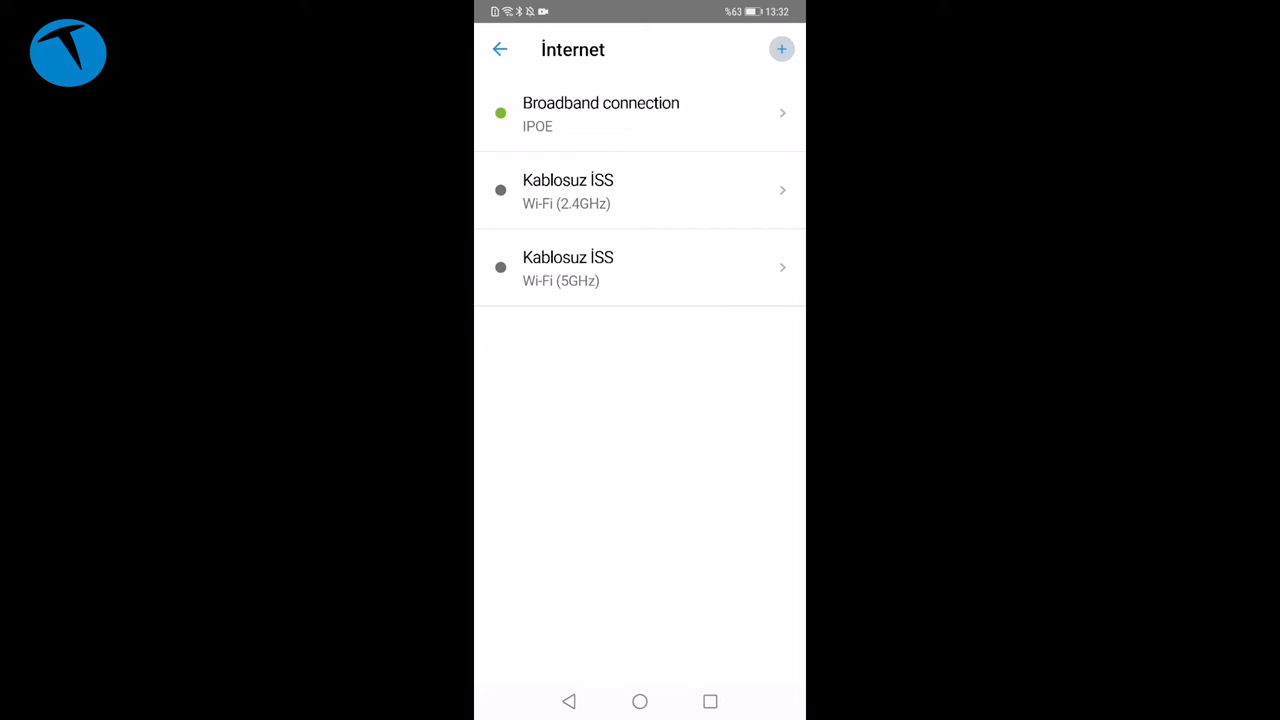 %63 13:32
İnternet
Broadband connection
IPOE
Kablosuz İSS
Wi-Fi (2.4GHz)
Kablosuz İSS
Wi-Fi (5GHz)